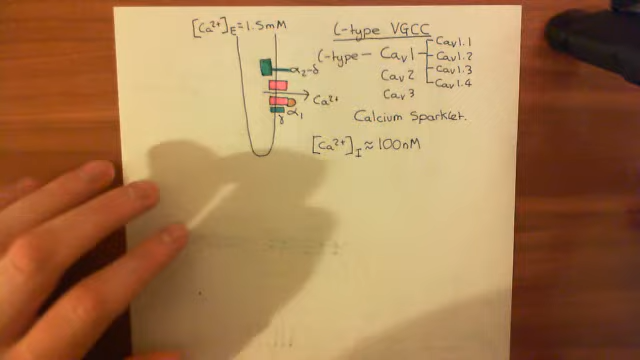 [Ca²⁺]E = 1.5mM
L-type VGCC
L-type — Cav1
Cav1.1
Cav1.2
Cav1.3
Cav1.4
Cav2
Cav3
α2-δ
Ca²⁺
α1
γ
Calcium Sparklet.
[Ca²⁺]I ≈ 100nM